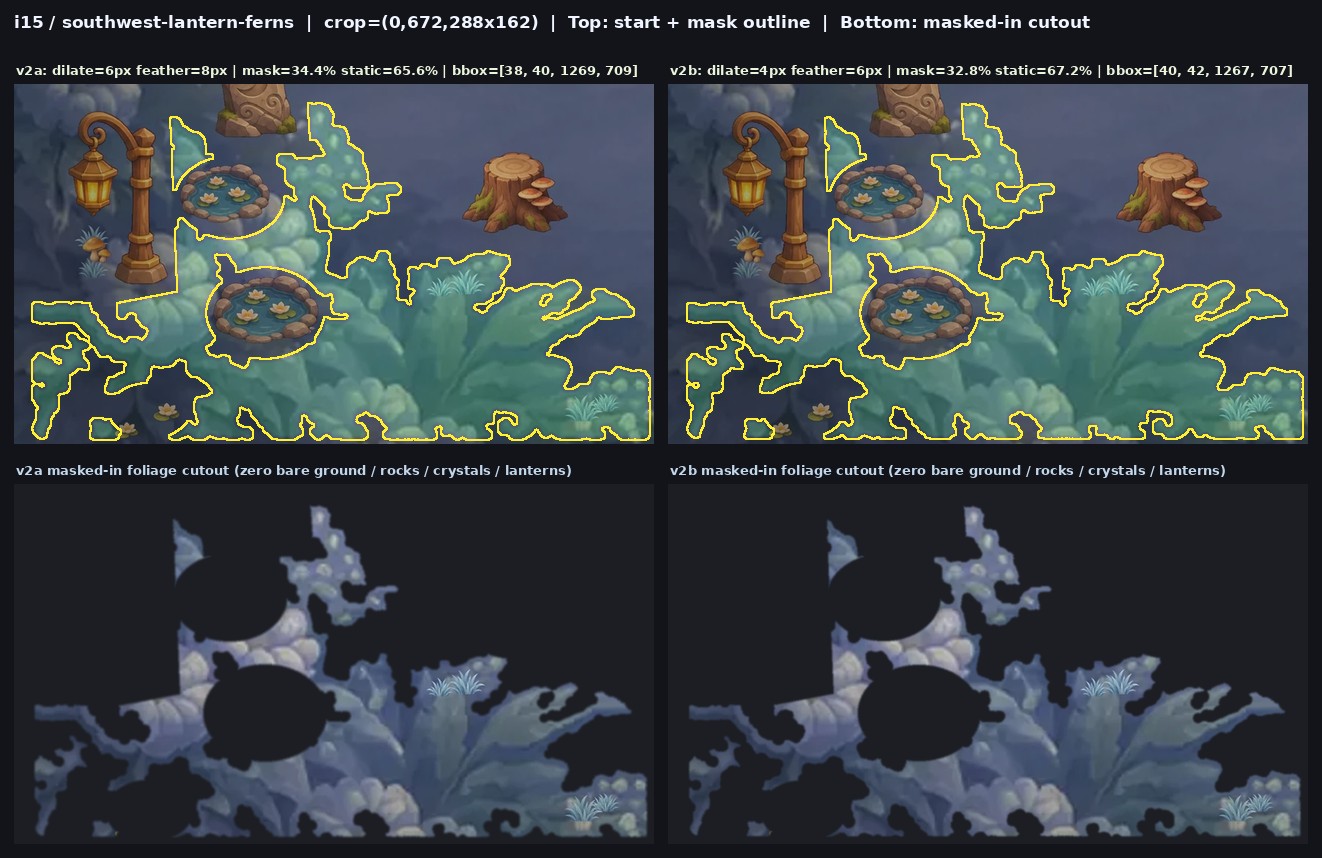 i15 / southwest-lantern-ferns | crop=(0,672,288x162) | Top: start + mask outline | Bottom: masked-in cutout
v2a: dilate=6px feather=8px | mask=34.4% static=65.6% | bbox=[38, 40, 1269, 709]
v2b: dilate=4px feather=6px | mask=32.8% static=67.2% | bbox=[40, 42, 1267, 707]
v2a masked-in foliage cutout (zero bare ground / rocks / crystals / lanterns)
v2b masked-in foliage cutout (zero bare ground / rocks / crystals / lanterns)